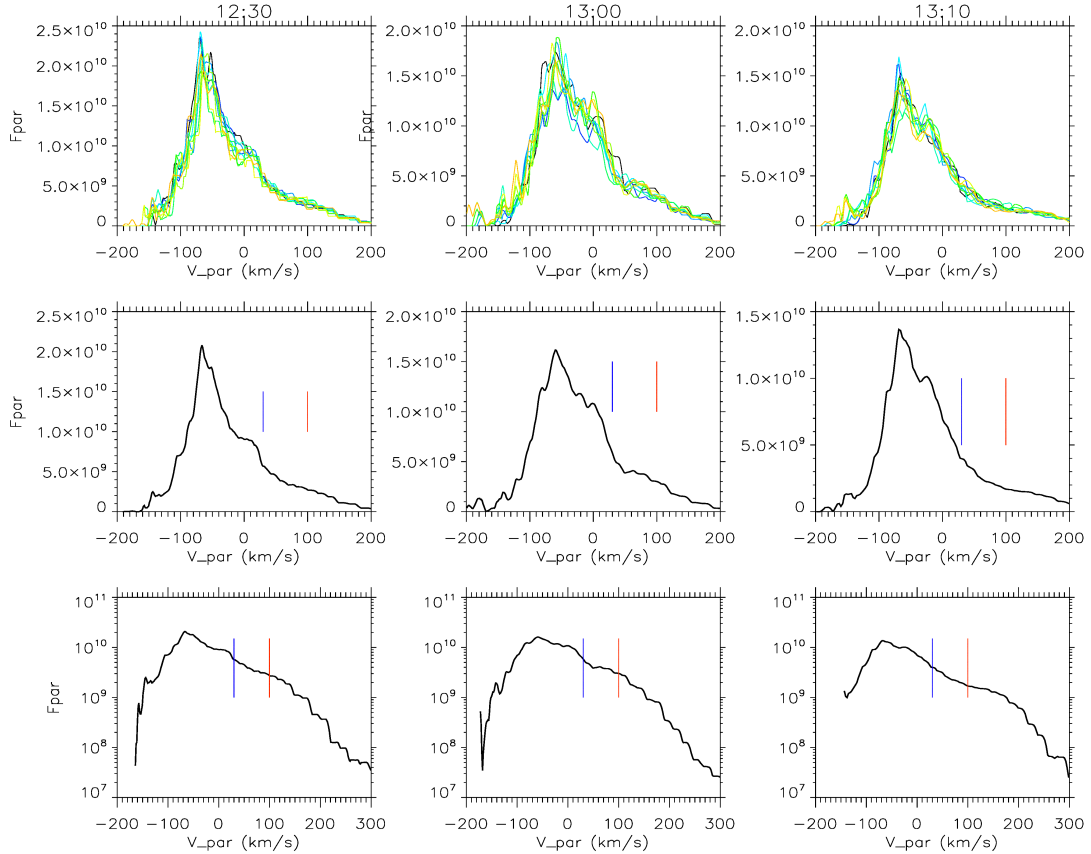 12:30 13:00 13:10
2.5×10¹⁰ 2.0×10¹⁰ 2.0×10¹⁰
2.0×10¹⁰ 1.5×10¹⁰ 1.5×10¹⁰
1.5×10¹⁰ 1.0×10¹⁰ 1.0×10¹⁰
1.0×10¹⁰ 5.0×10⁹ 5.0×10⁹
5.0×10⁹
0 0 0
Fpar Fpar Fpar
−200 −100 0 100 200 −200 −100 0 100 200 −200 −100 0 100 200
V_par (km/s) V_par (km/s) V_par (km/s)
2.5×10¹⁰ 2.0×10¹⁰ 1.5×10¹⁰
2.0×10¹⁰ 1.5×10¹⁰ 1.0×10¹⁰
1.5×10¹⁰ 1.0×10¹⁰ 5.0×10⁹
1.0×10¹⁰ 5.0×10⁹
5.0×10⁹
0 0 0
Fpar
−200 −100 0 100 200 −200 −100 0 100 200 −200 −100 0 100 200
V_par (km/s) V_par (km/s) V_par (km/s)
10¹¹ 10¹¹ 10¹¹
10¹⁰ 10¹⁰ 10¹⁰
10⁹ 10⁹ 10⁹
10⁸ 10⁸ 10⁸
10⁷ 10⁷ 10⁷
Fpar
−200 −100 0 100 200 300 −200 −100 0 100 200 300 −200 −100 0 100 200 300
V_par (km/s) V_par (km/s) V_par (km/s)